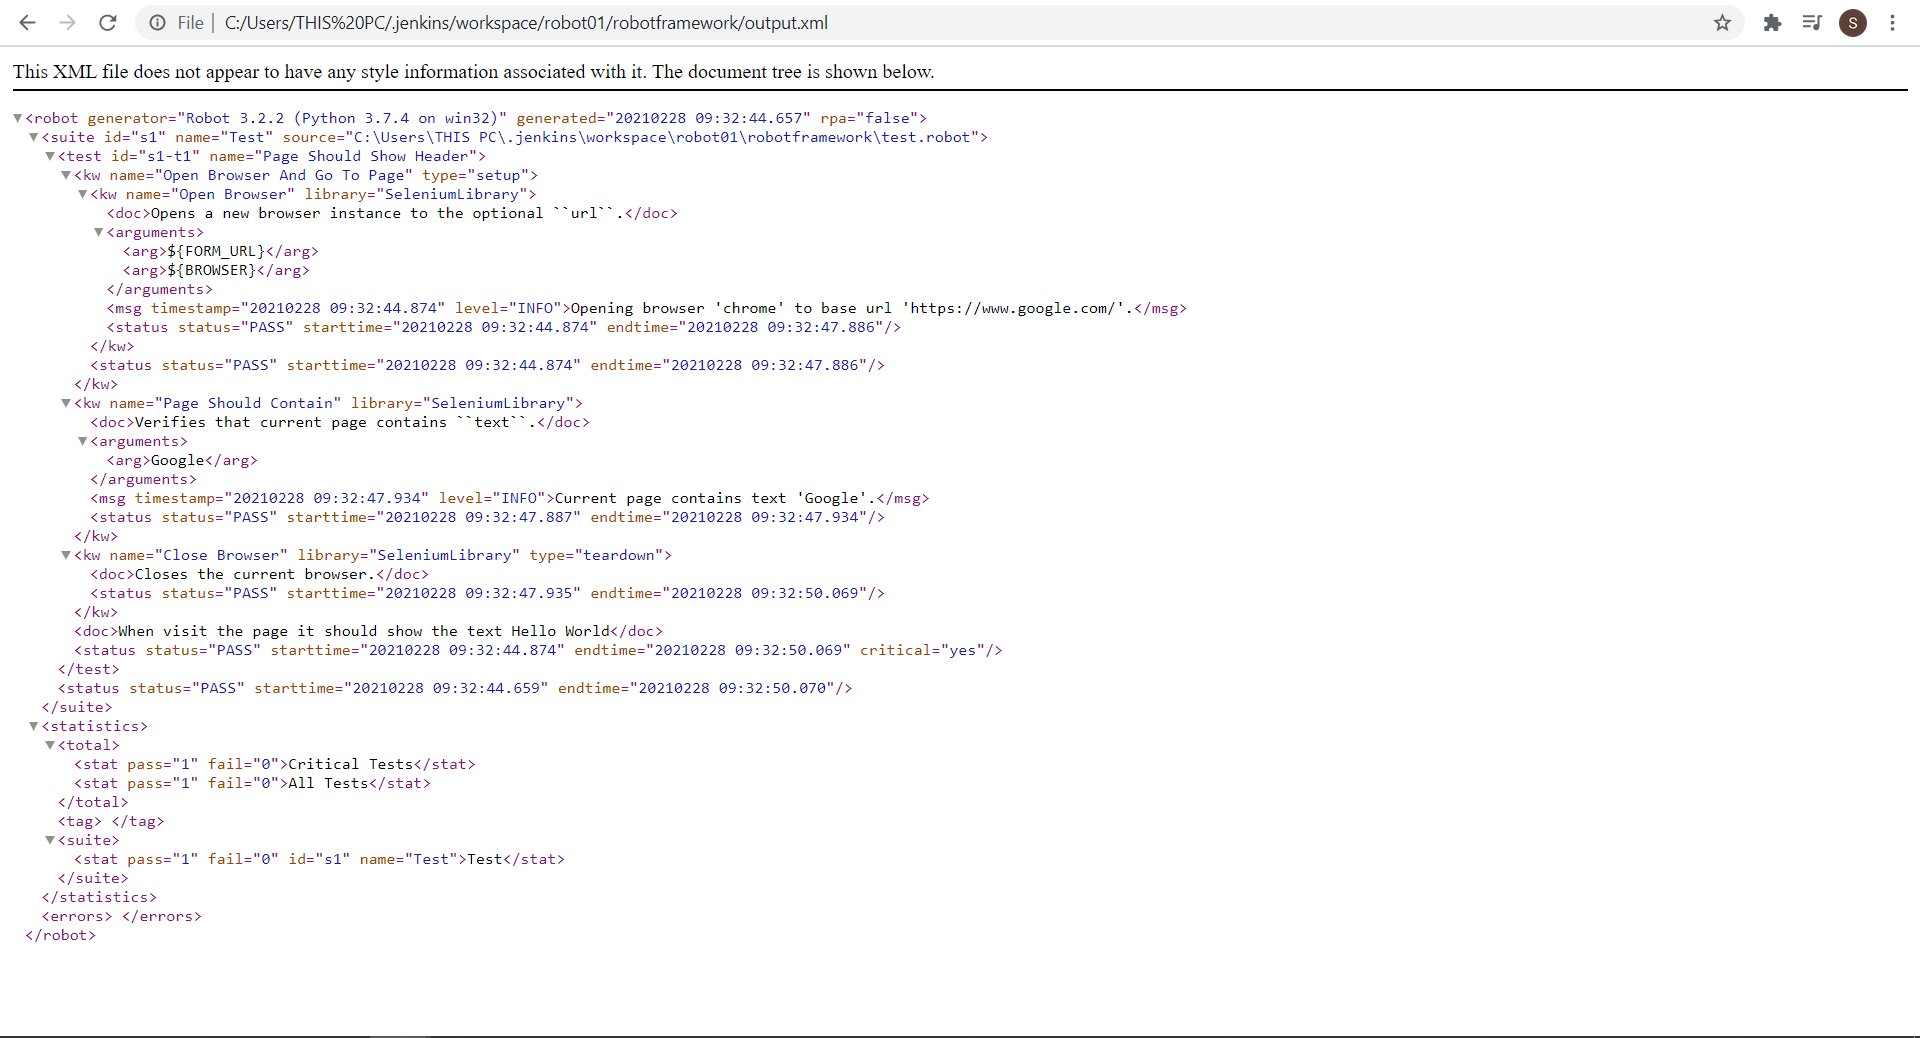 File | C:/Users/THIS%20PC/.jenkins/workspace/robot01/robotframework/output.xml S
This XML file does not appear to have any style information associated with it. The document tree is shown below.
<robot generator="Robot 3.2.2 (Python 3.7.4 on win32)" generated="20210228 09:32:44.657" rpa="false">
<suite id="s1" name="Test" source="C:\Users\THIS PC\.jenkins\workspace\robot01\robotframework\test.robot">
<test id="s1-t1" name="Page Should Show Header">
<kw name="Open Browser And Go To Page" type="setup">
<kw name="Open Browser" library="SeleniumLibrary">
<doc>Opens a new browser instance to the optional ``url``.</doc>
<arguments>
<arg>${FORM_URL}</arg>
<arg>${BROWSER}</arg>
</arguments>
<msg timestamp="20210228 09:32:44.874" level="INFO">Opening browser 'chrome' to base url 'https://www.google.com/'.</msg>
<status status="PASS" starttime="20210228 09:32:44.874" endtime="20210228 09:32:47.886"/>
</kw>
<status status="PASS" starttime="20210228 09:32:44.874" endtime="20210228 09:32:47.886"/>
</kw>
<kw name="Page Should Contain" library="SeleniumLibrary">
<doc>Verifies that current page contains ``text``.</doc>
<arguments>
<arg>Google</arg>
</arguments>
<msg timestamp="20210228 09:32:47.934" level="INFO">Current page contains text 'Google'.</msg>
<status status="PASS" starttime="20210228 09:32:47.887" endtime="20210228 09:32:47.934"/>
</kw>
<kw name="Close Browser" library="SeleniumLibrary" type="teardown">
<doc>Closes the current browser.</doc>
<status status="PASS" starttime="20210228 09:32:47.935" endtime="20210228 09:32:50.069"/>
</kw>
<doc>When visit the page it should show the text Hello World</doc>
<status status="PASS" starttime="20210228 09:32:44.874" endtime="20210228 09:32:50.069" critical="yes"/>
</test>
<status status="PASS" starttime="20210228 09:32:44.659" endtime="20210228 09:32:50.070"/>
</suite>
<statistics>
<total>
<stat pass="1" fail="0">Critical Tests</stat>
<stat pass="1" fail="0">All Tests</stat>
</total>
<tag> </tag>
<suite>
<stat pass="1" fail="0" id="s1" name="Test">Test</stat>
</suite>
</statistics>
<errors> </errors>
</robot>